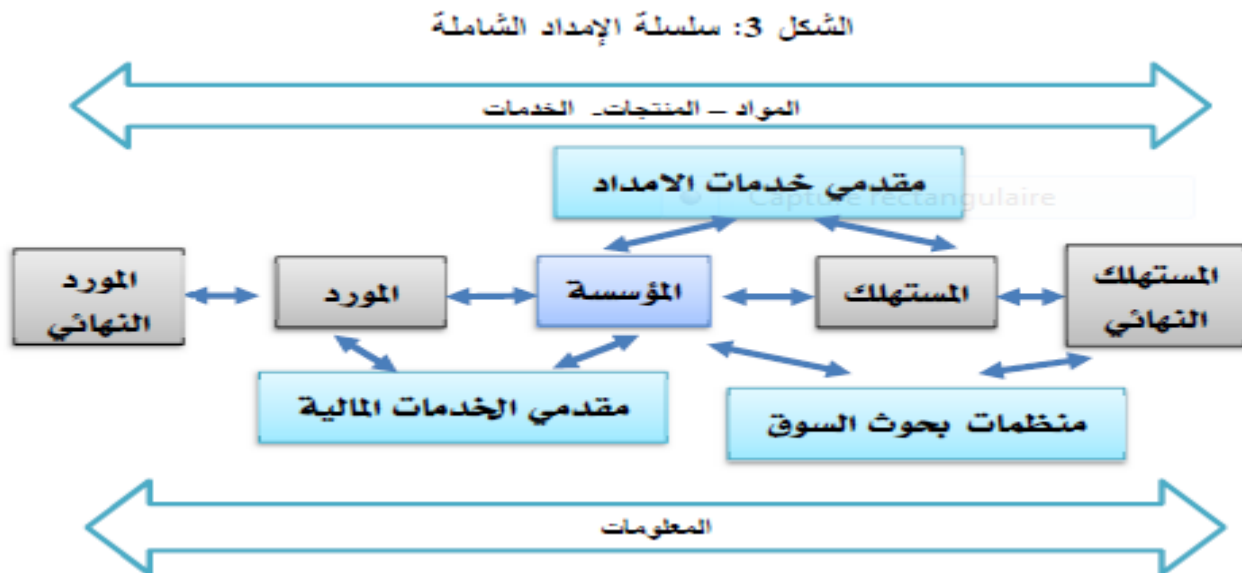 الشكل 3: سلسلة الإمداد الشاملة
المواد – المنتجات- الخدمات
مقدمي خدمات الامداد
Capture rectangulaire
المستهلك
النهائي
المستهلك
المؤسسة
المورد
المورد
النهائي
منظمات بحوث السوق
مقدمي الخدمات المالية
المعلومات